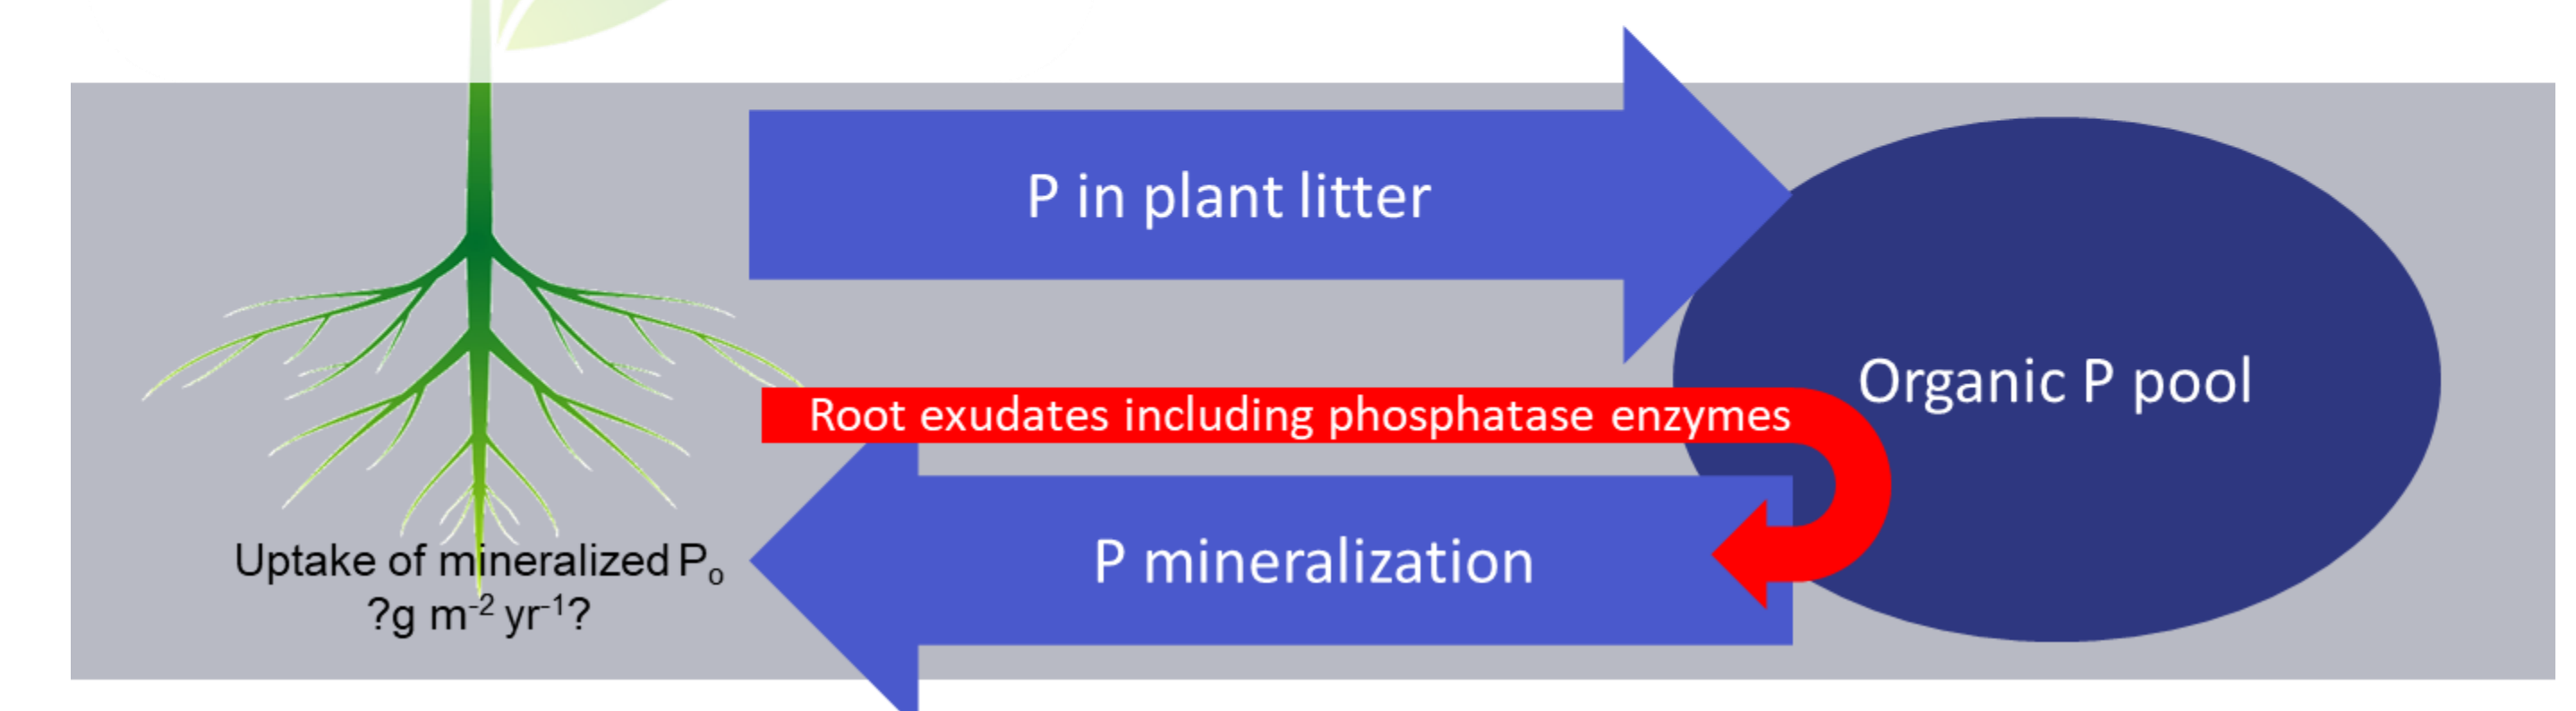 P in plant litter
Organic P pool
Root exudates including phosphatase enzymes
P mineralization
Uptake of mineralized Pₒ
?g m⁻² yr⁻¹?